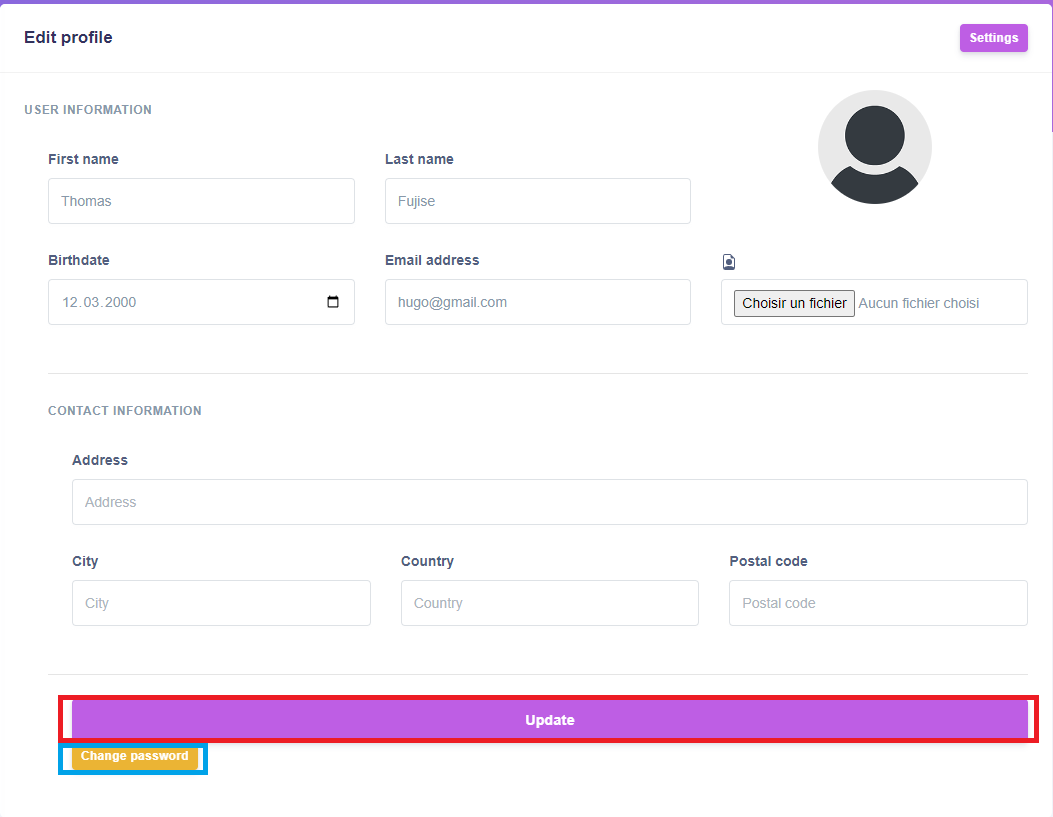 Edit profile
Settings
USER INFORMATION
First name
Last name
Thomas
Fujise
Birthdate
Email address
12.03.2000
hugo@gmail.com
Choisir un fichier Aucun fichier choisi
CONTACT INFORMATION
Address
Address
City
Country
Postal code
City
Country
Postal code
Update
Change password